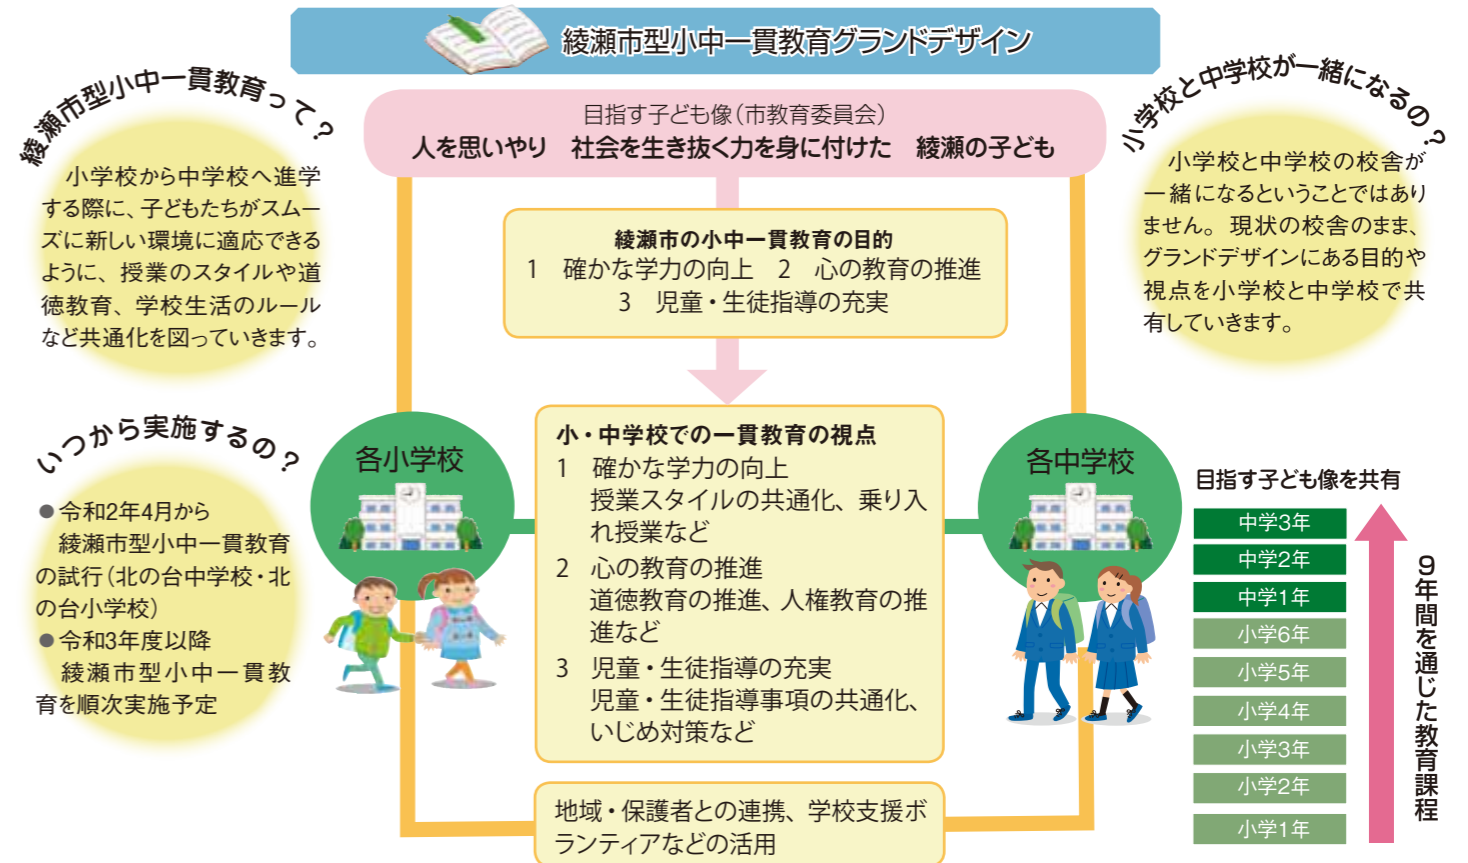 綾瀬市型小中一貫教育グランドデザイン
綾瀬市型小中一貫教育って？
小学校から中学校へ進学
する際に、子どもたちがスムー
ズに新しい環境に適応できる
ように、授業のスタイルや道
徳教育、学校生活のルール
など共通化を図っていきます。
目指す子ども像（市教育委員会）
人を思いやり　社会を生き抜く力を身に付けた　綾瀬の子ども
小学校と中学校が一緒になるの？
小学校と中学校の校舎が
一緒になるということではあり
ません。現状の校舎のまま、
グランドデザインにある目的や
視点を小学校と中学校で共
有していきます。
綾瀬市の小中一貫教育の目的
1　確かな学力の向上　2　心の教育の推進
3　児童・生徒指導の充実
いつから実施するの？
●令和2年4月から
綾瀬市型小中一貫教育
の試行（北の台中学校・北
の台小学校）
●令和3年度以降
綾瀬市型小中一貫教
育を順次実施予定
各小学校
小・中学校での一貫教育の視点
1　確かな学力の向上
授業スタイルの共通化、乗り入
れ授業など
2　心の教育の推進
道徳教育の推進、人権教育の推
進など
3　児童・生徒指導の充実
児童・生徒指導事項の共通化、
いじめ対策など
各中学校
地域・保護者との連携、学校支援ボ
ランティアなどの活用
目指す子ども像を共有
中学3年
中学2年
中学1年
小学6年
小学5年
小学4年
小学3年
小学2年
小学1年
9年間を通じた教育課程